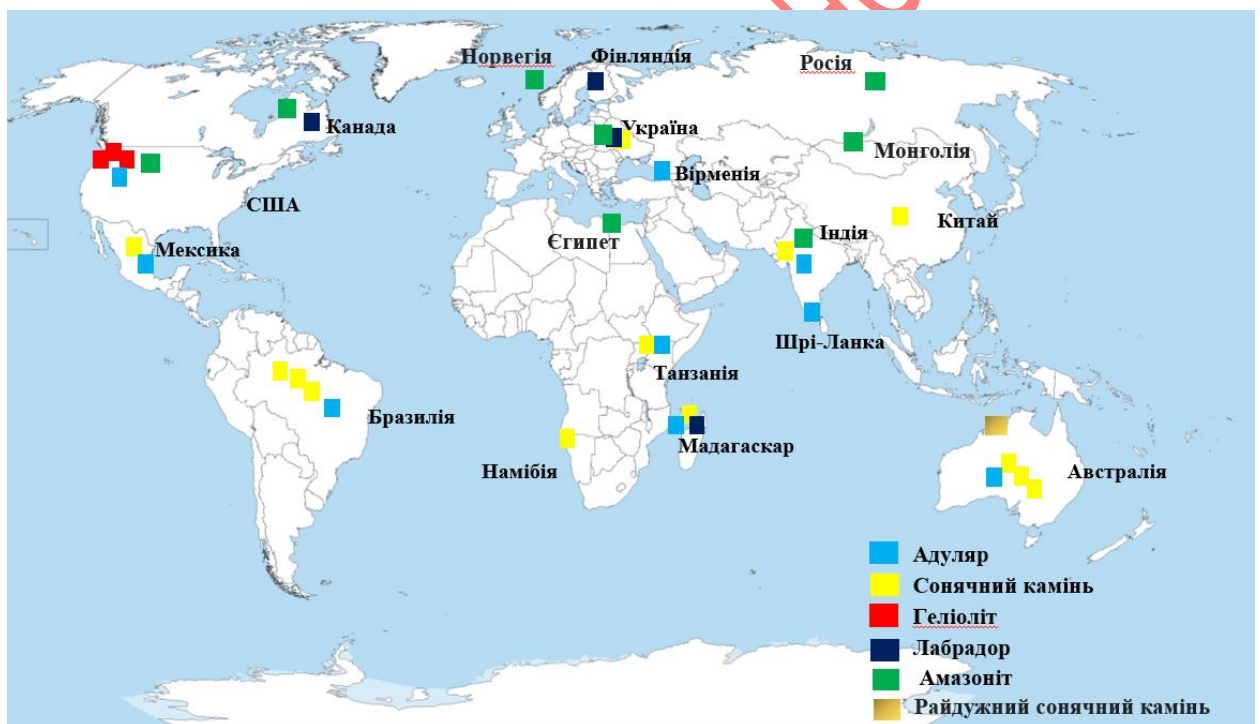 Норвегія
Фінляндія
Росія
Канада
Україна
Монголія
Вірменія
США
Китай
Єгипет
Індія
Мексика
Шрі-Ланка
Танзанія
Бразилія
Мадагаскар
Намібія
Австралія
Адуляр
Сонячний камінь
Геліоліт
Лабрадор
Амазоніт
Райдужний сонячний камінь